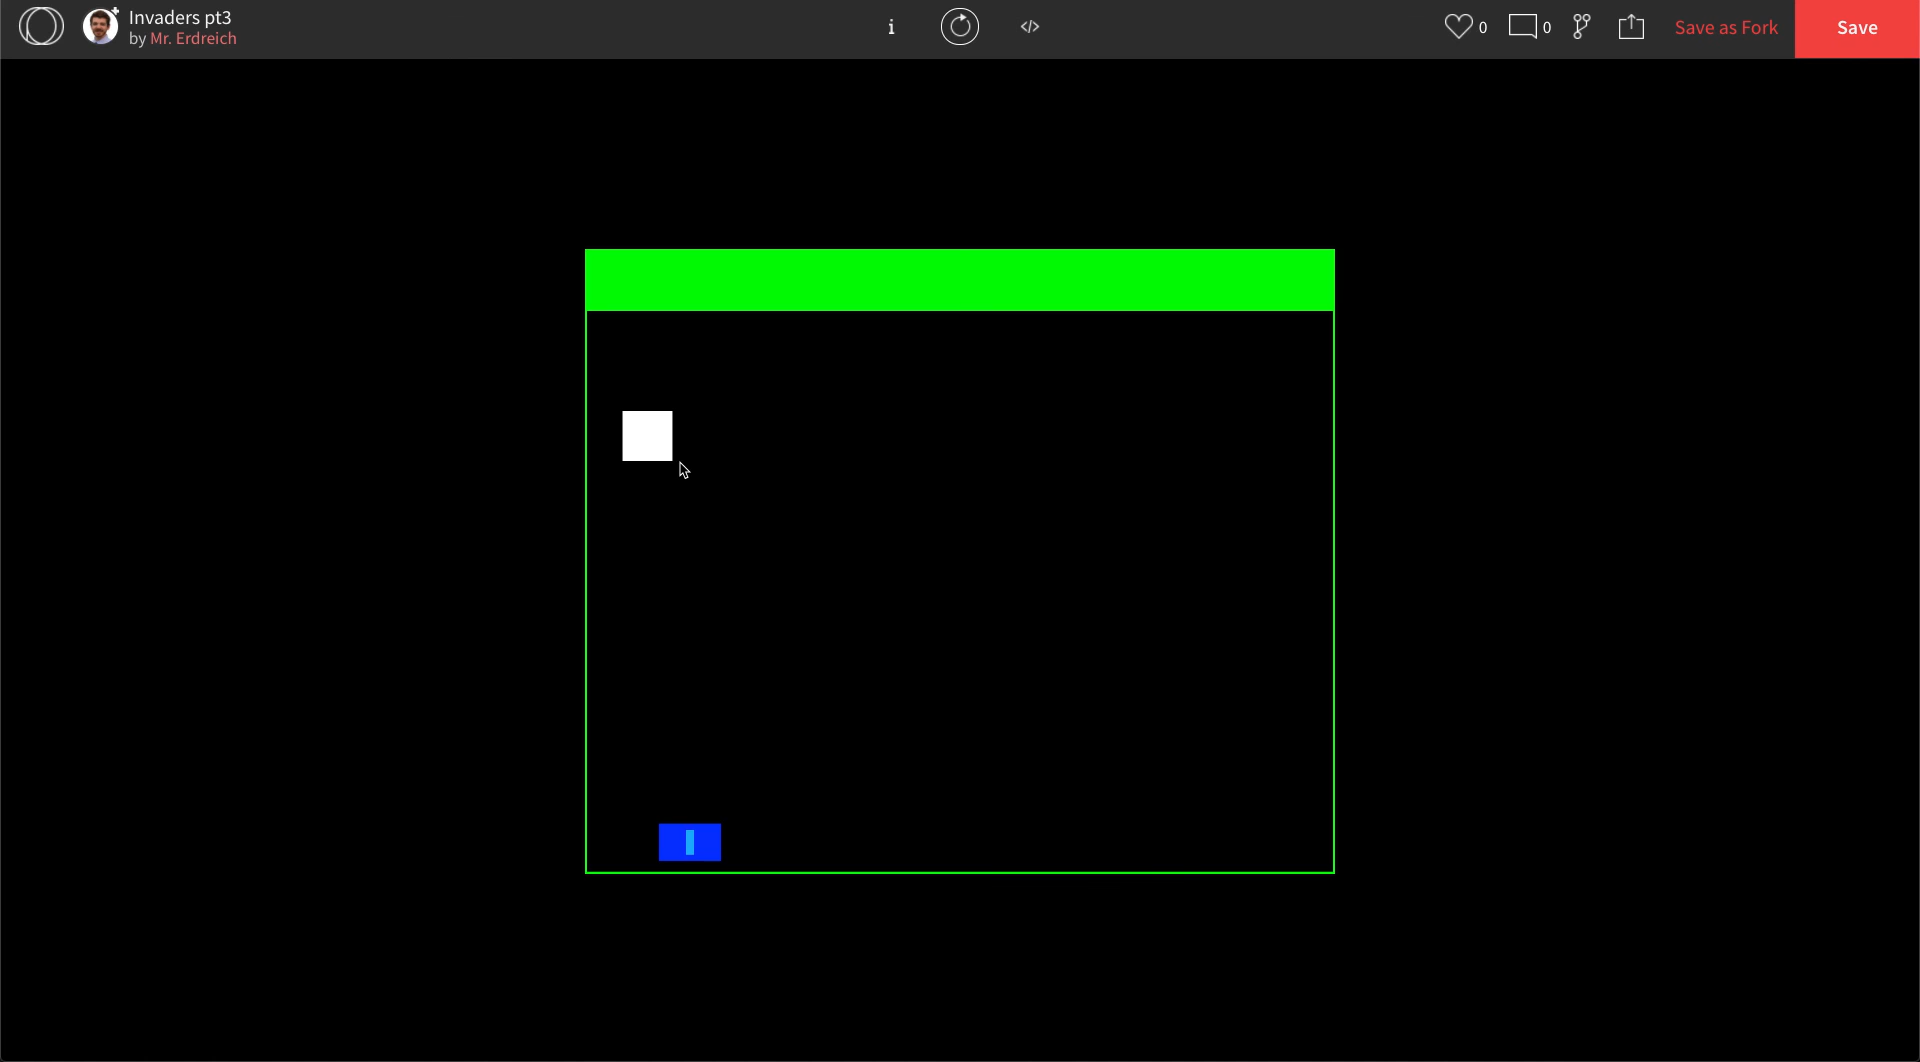 Invaders pt3
by Mr. Erdreich
i
</>
0
0
Save as Fork
Save